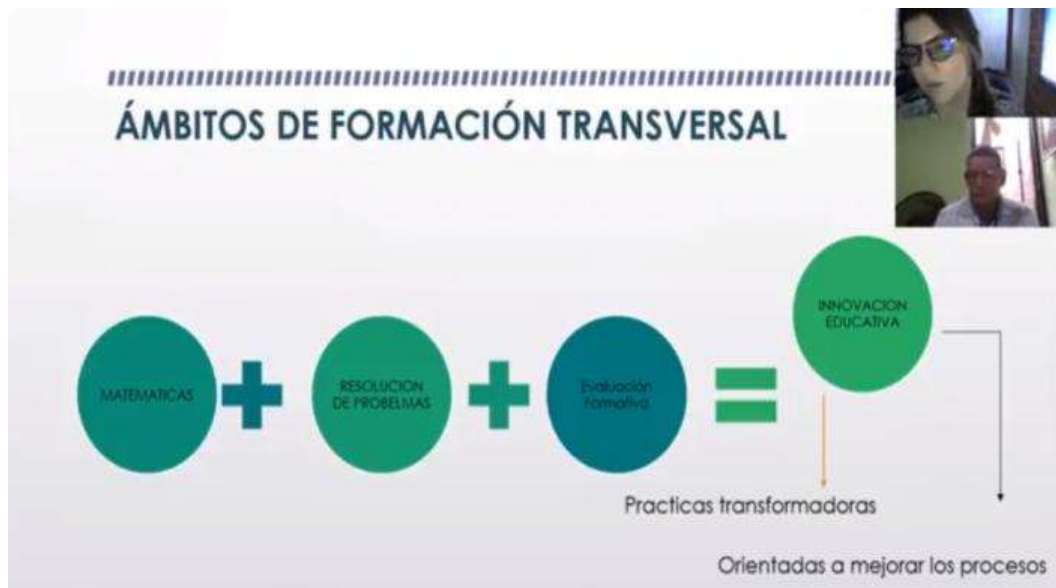 ÁMBITOS DE FORMACIÓN TRANSVERSAL
MATEMATICAS
RESOLUCION
DE PROBELMAS
Evaluación
Formativa
INNOVACION
EDUCATIVA
Practicas transformadoras
Orientadas a mejorar los procesos